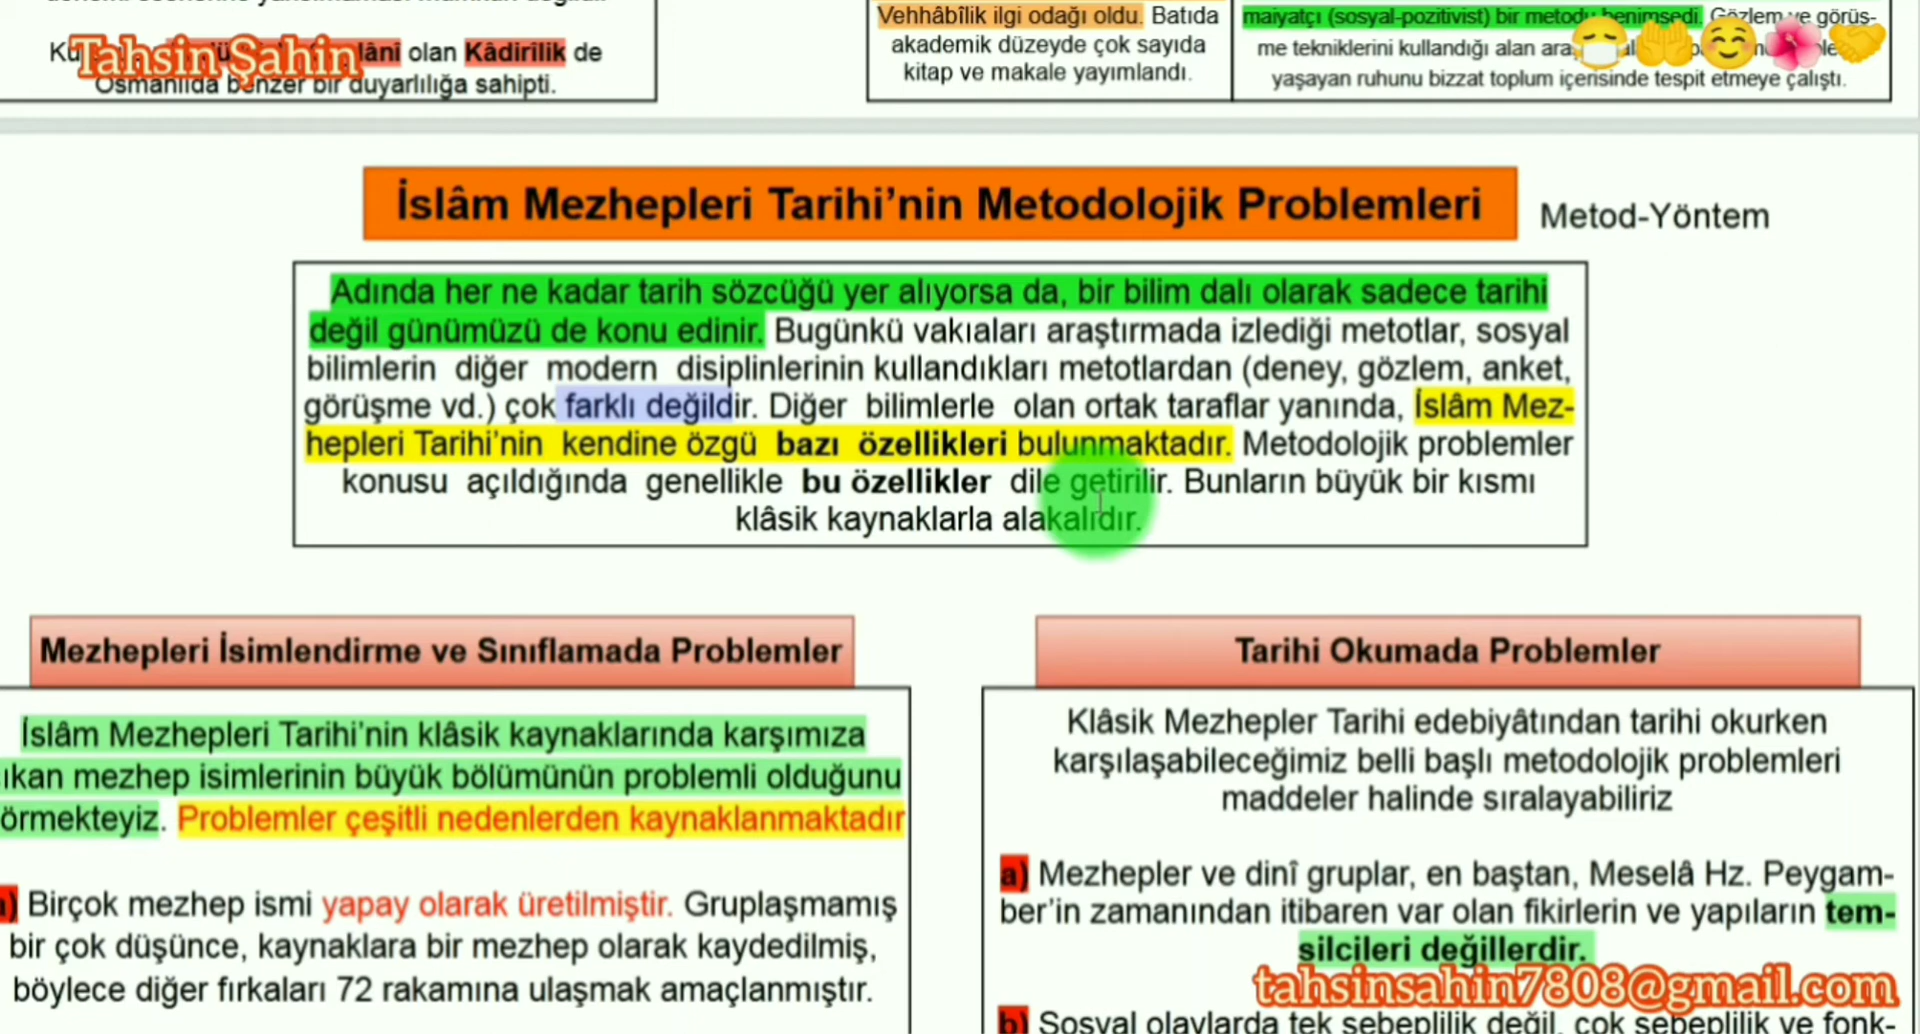 olan Kâdirîlik de
Osmanlıda benzer bir duyarlılığa sahipti.
Tahsin Şahin
Vehhâbîlik ilgi odağı oldu. Batıda
akademik düzeyde çok sayıda
kitap ve makale yayımlandı.
maiyatçı (sosyal-pozitivist) bir metodu benimsedi. Gözlem ve görüş-
me tekniklerini kullandığı alan
yaşayan ruhunu bizzat toplum içerisinde tespit etmeye çalıştı.
İslâm Mezhepleri Tarihi’nin Metodolojik Problemleri
Metod-Yöntem
Adında her ne kadar tarih sözcüğü yer alıyorsa da, bir bilim dalı olarak sadece tarihi
değil günümüzü de konu edinir. Bugünkü vakıaları araştırmada izlediği metotlar, sosyal
bilimlerin diğer modern disiplinlerinin kullandıkları metotlardan (deney, gözlem, anket,
görüşme vd.) çok farklı değildir. Diğer bilimlerle olan ortak taraflar yanında, İslâm Mez-
hepleri Tarihi’nin kendine özgü bazı özellikleri bulunmaktadır. Metodolojik problemler
konusu açıldığında genellikle bu özellikler dile getirilir. Bunların büyük bir kısmı
klâsik kaynaklarla alakalıdır.
Mezhepleri İsimlendirme ve Sınıflamada Problemler
İslâm Mezhepleri Tarihi’nin klâsik kaynaklarında karşımıza
ıkan mezhep isimlerinin büyük bölümünün problemli olduğunu
örmekteyiz. Problemler çeşitli nedenlerden kaynaklanmaktadır
a) Birçok mezhep ismi yapay olarak üretilmiştir. Gruplaşmamış
bir çok düşünce, kaynaklara bir mezhep olarak kaydedilmiş,
böylece diğer fırkaları 72 rakamına ulaşmak amaçlanmıştır.
Tarihi Okumada Problemler
Klâsik Mezhepler Tarihi edebiyâtından tarihi okurken
karşılaşabileceğimiz belli başlı metodolojik problemleri
maddeler halinde sıralayabiliriz
a) Mezhepler ve dinî gruplar, en baştan, Meselâ Hz. Peygam-
ber’in zamanından itibaren var olan fikirlerin ve yapıların tem-
silcileri değillerdir.
tahsinsahin7808@gmail.com
b) Sosyal olaylarda tek sebeplilik değil, çok sebeplilik ve fonk-